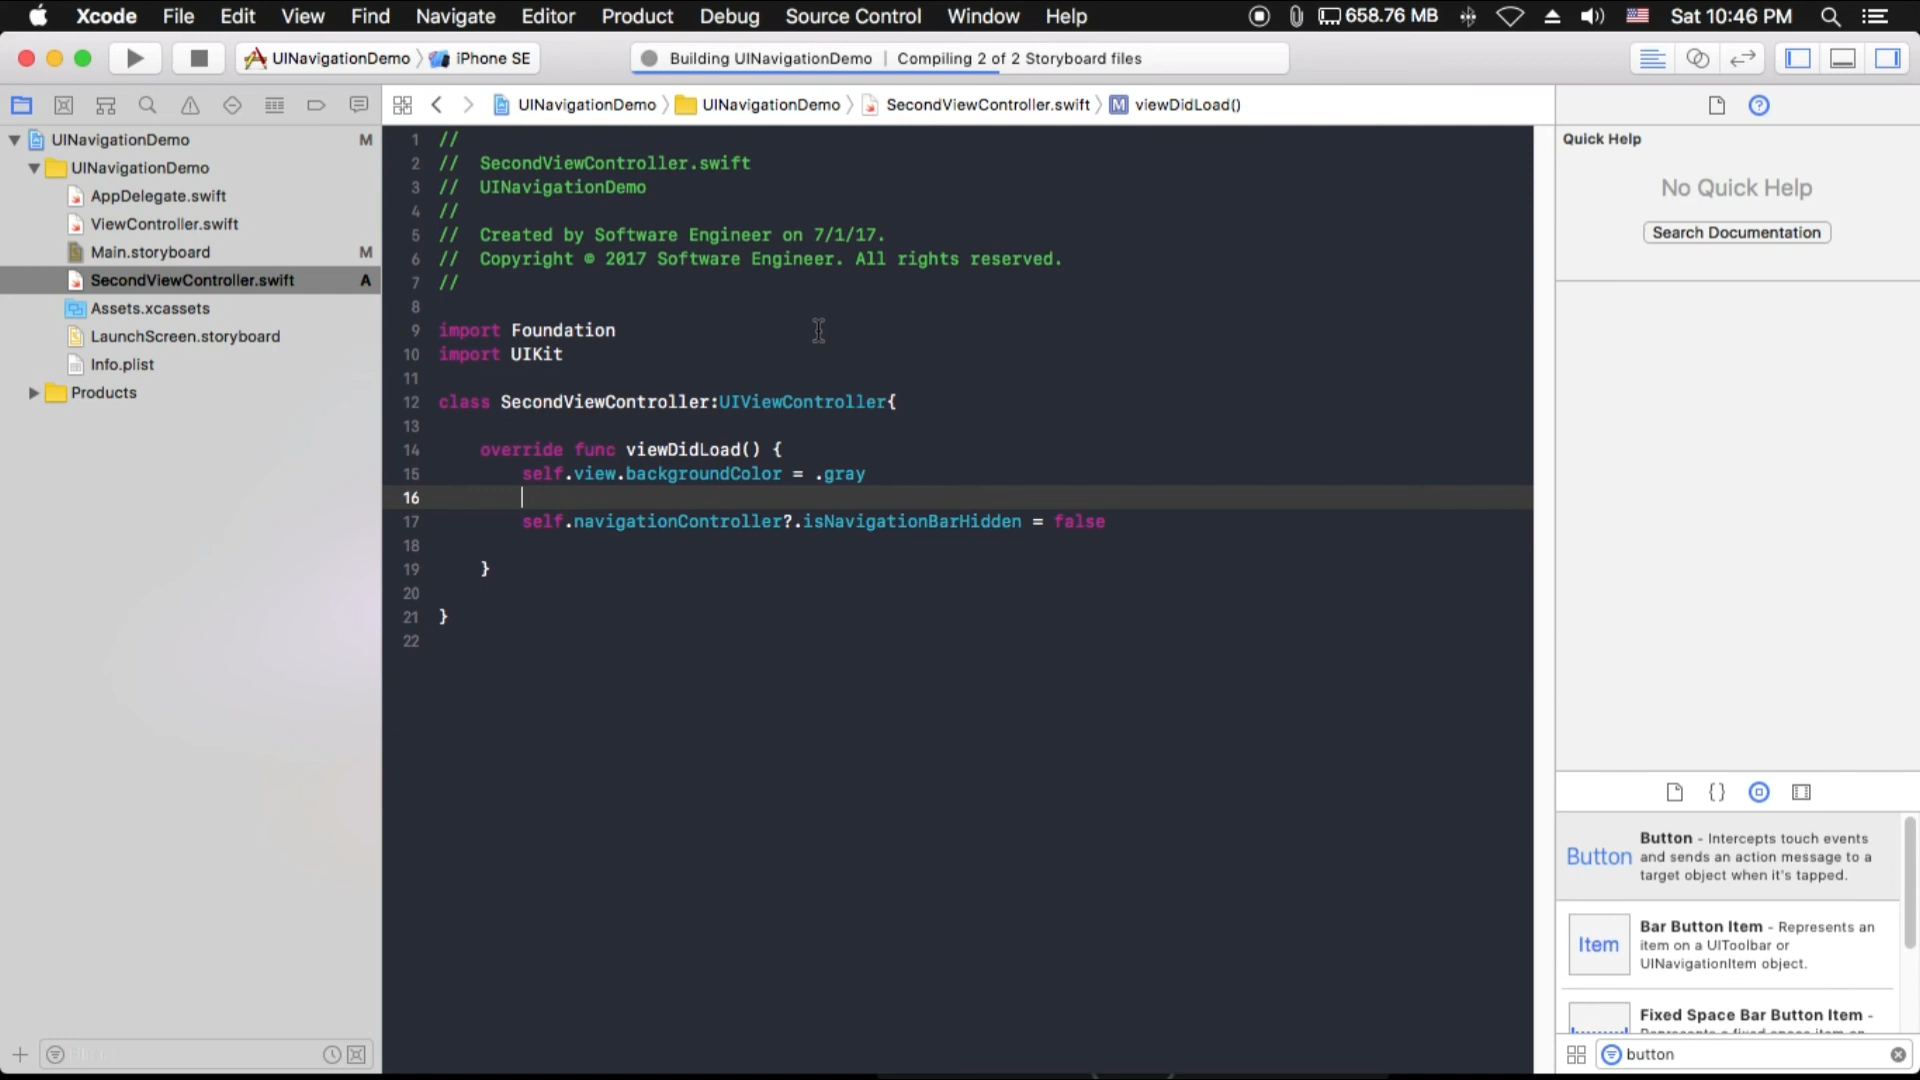 Xcode File Edit View Find Navigate Editor Product Debug Source Control Window Help 658.76 MB Sat 10:46 PM
UINavigationDemo iPhone SE Building UINavigationDemo | Compiling 2 of 2 Storyboard files
UINavigationDemo UINavigationDemo SecondViewController.swift M viewDidLoad()
UINavigationDemo M
UINavigationDemo
AppDelegate.swift
ViewController.swift
Main.storyboard M
SecondViewController.swift A
Assets.xcassets
LaunchScreen.storyboard
Info.plist
Products
1 //
2 // SecondViewController.swift
3 // UINavigationDemo
4 //
5 // Created by Software Engineer on 7/1/17.
6 // Copyright © 2017 Software Engineer. All rights reserved.
7 //
8
9 import Foundation
10 import UIKit
11
12 class SecondViewController:UIViewController{
13
14 override func viewDidLoad() {
15 self.view.backgroundColor = .gray
16
17 self.navigationController?.isNavigationBarHidden = false
18
19 }
20
21 }
22
Quick Help
No Quick Help
Search Documentation
{}
Button
Button - Intercepts touch events
and sends an action message to a
target object when it's tapped.
Item
Bar Button Item - Represents an
item on a UIToolbar or
UINavigationItem object.
Fixed Space Bar Button Item -
button